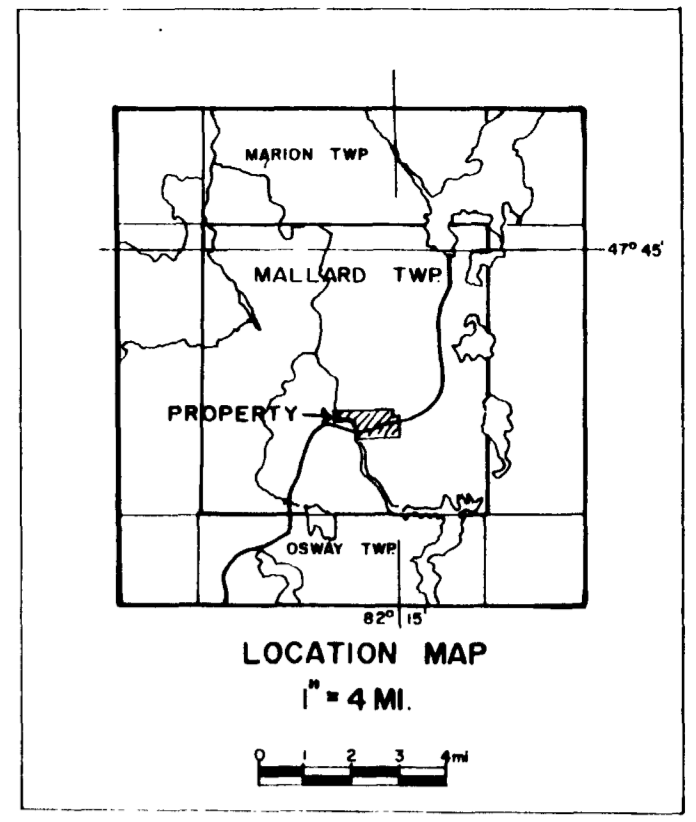 MARION TWP
47° 45'
MALLARD TWP.
PROPERTY
OSWAY TWP.
82° 15'
LOCATION MAP
1" = 4 MI.
0 1 2 3 4mi